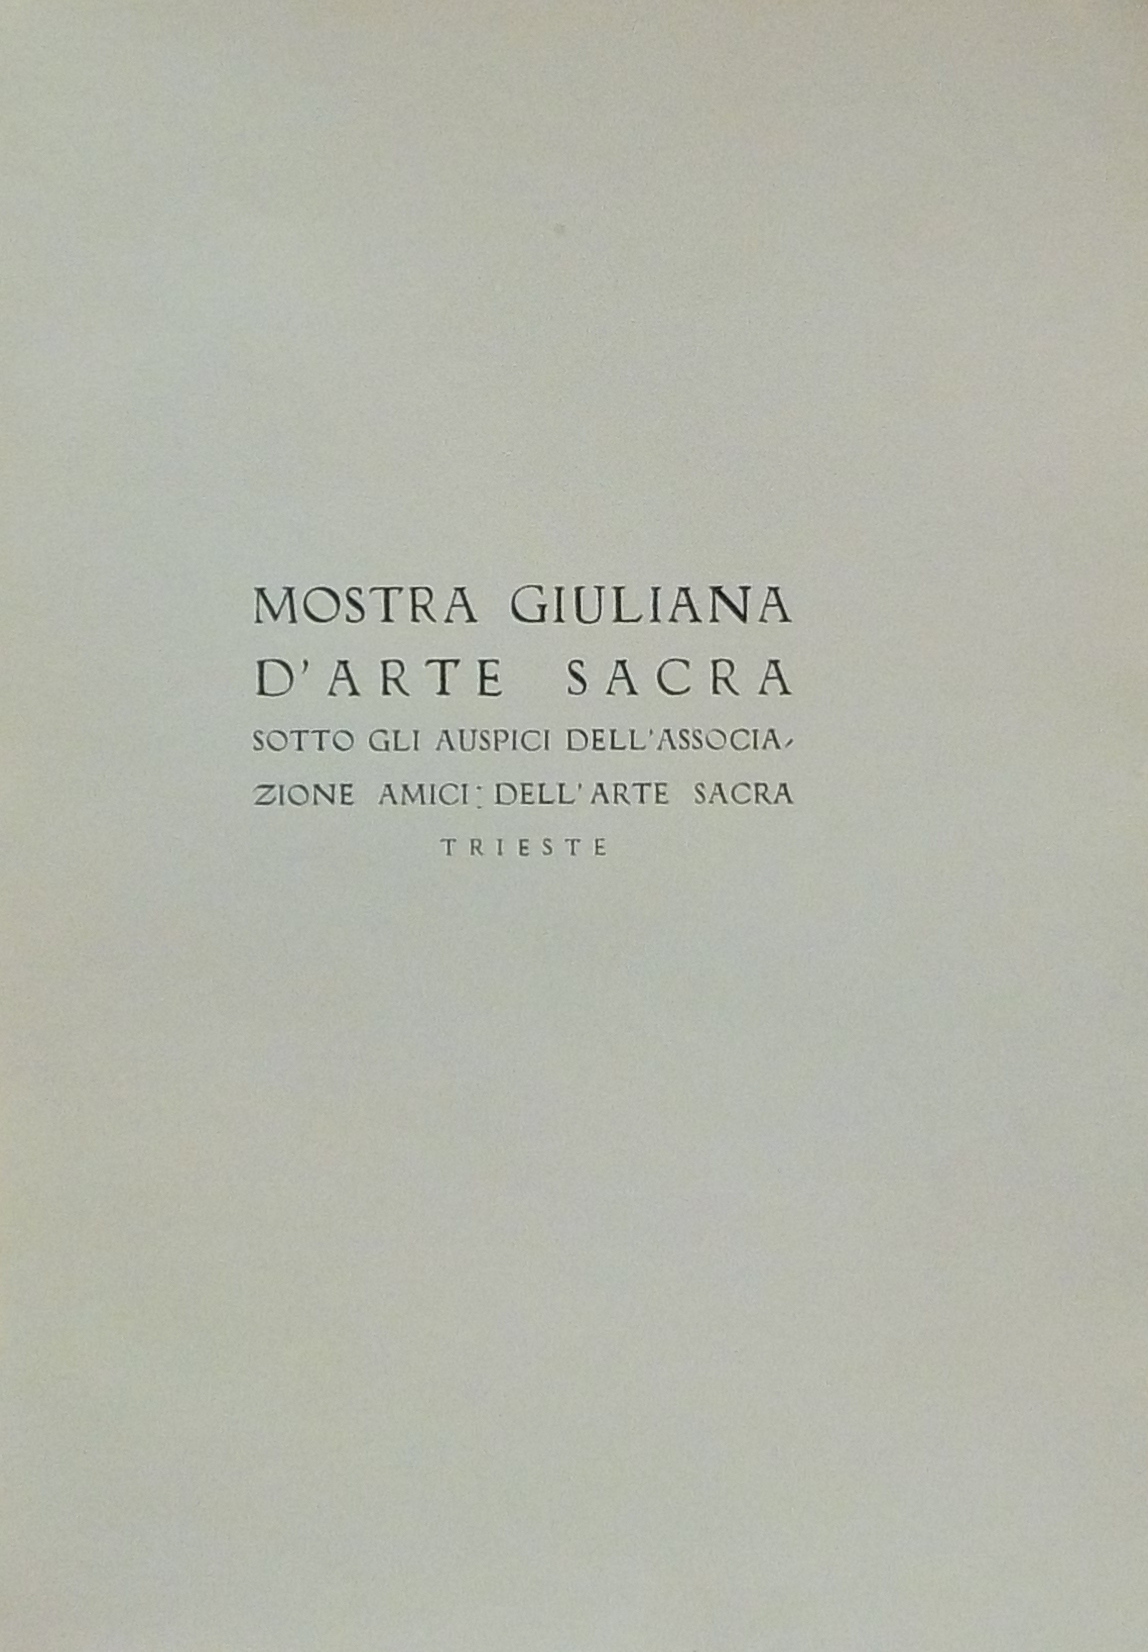 MOSTRA GIULIANA
D'ARTE SACRA
SOTTO GLI AUSPICI DELL'ASSOCIA-
ZIONE AMICI: DELL'ARTE SACRA
TRIESTE